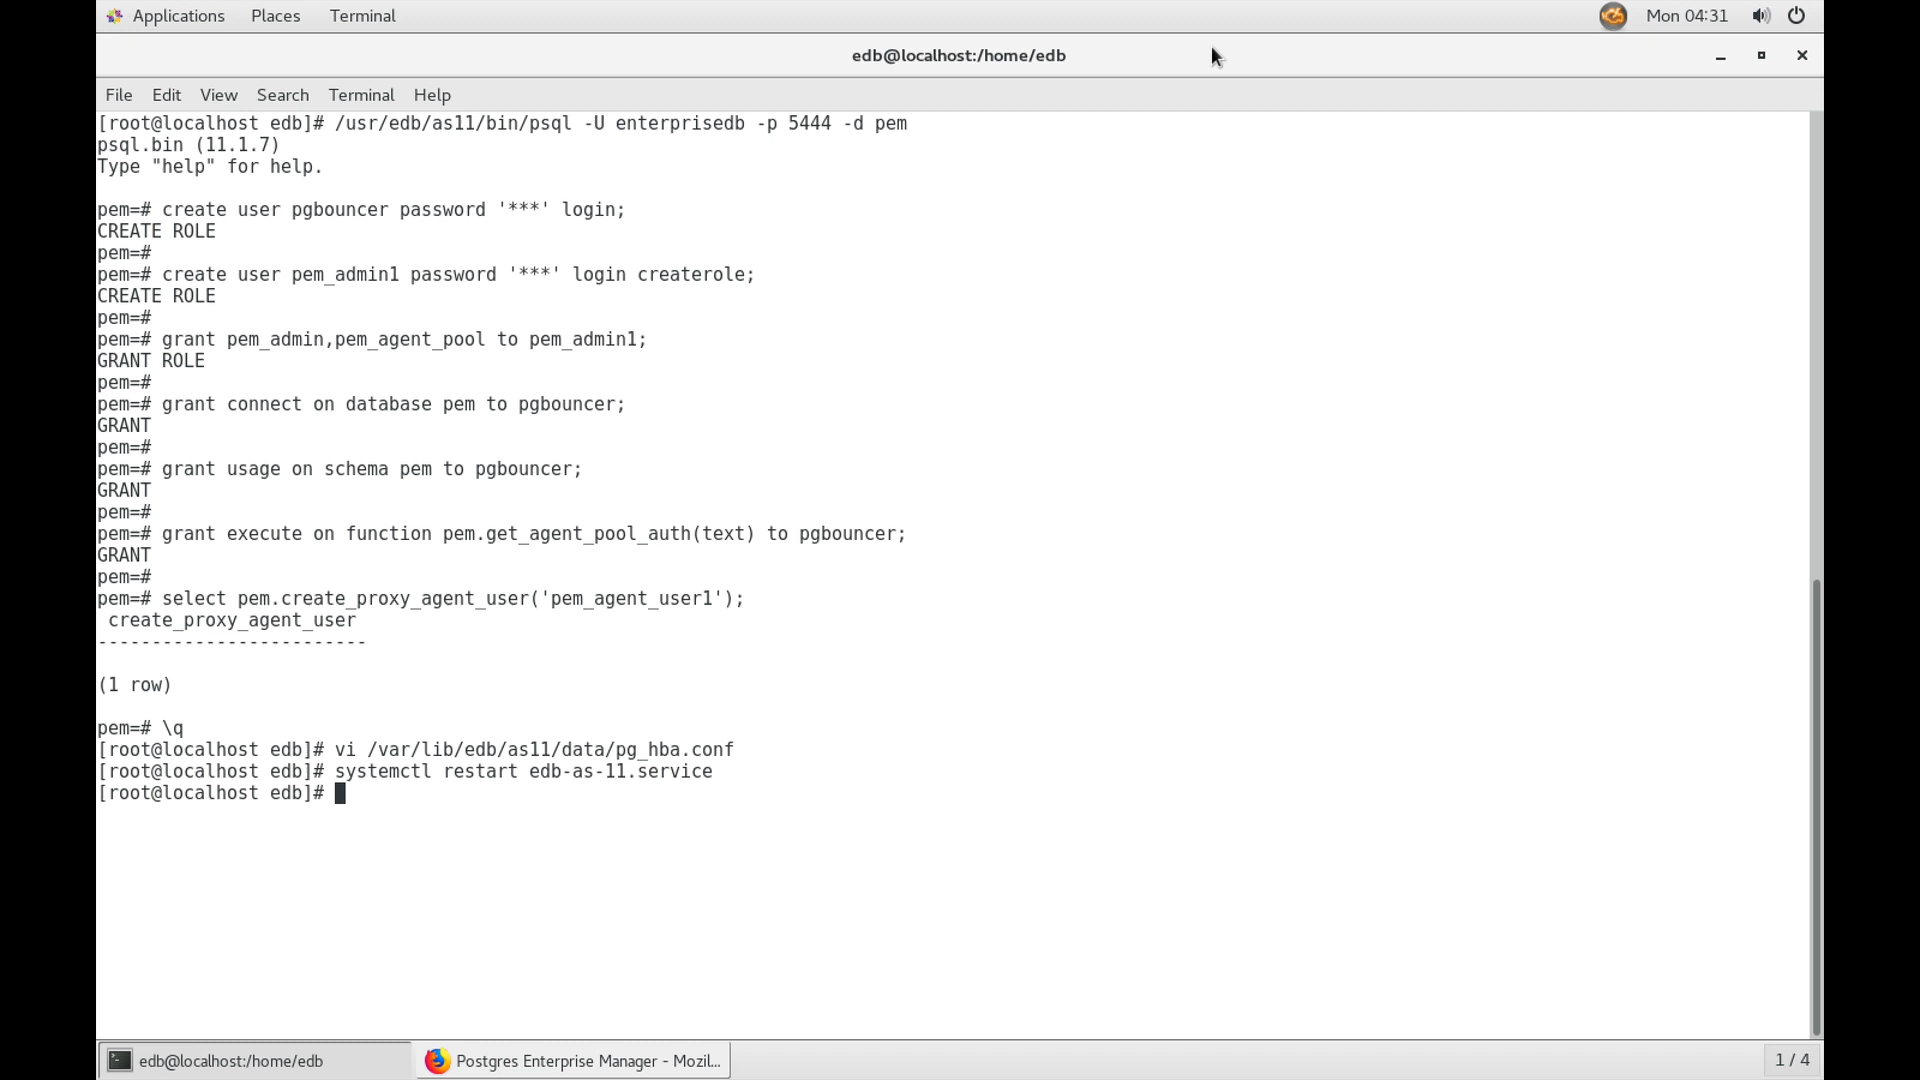 Applications Places Terminal Mon 04:31
edb@localhost:/home/edb
File Edit View Search Terminal Help
[root@localhost edb]# /usr/edb/as11/bin/psql -U enterprisedb -p 5444 -d pem
psql.bin (11.1.7)
Type "help" for help.
pem=# create user pgbouncer password '***' login;
CREATE ROLE
pem=#
pem=# create user pem_admin1 password '***' login createrole;
CREATE ROLE
pem=#
pem=# grant pem_admin,pem_agent_pool to pem_admin1;
GRANT ROLE
pem=#
pem=# grant connect on database pem to pgbouncer;
GRANT
pem=#
pem=# grant usage on schema pem to pgbouncer;
GRANT
pem=#
pem=# grant execute on function pem.get_agent_pool_auth(text) to pgbouncer;
GRANT
pem=#
pem=# select pem.create_proxy_agent_user('pem_agent_user1');
create_proxy_agent_user
-------------------------
(1 row)
pem=# \q
[root@localhost edb]# vi /var/lib/edb/as11/data/pg_hba.conf
[root@localhost edb]# systemctl restart edb-as-11.service
[root@localhost edb]#
edb@localhost:/home/edb Postgres Enterprise Manager - Mozil... 1 / 4